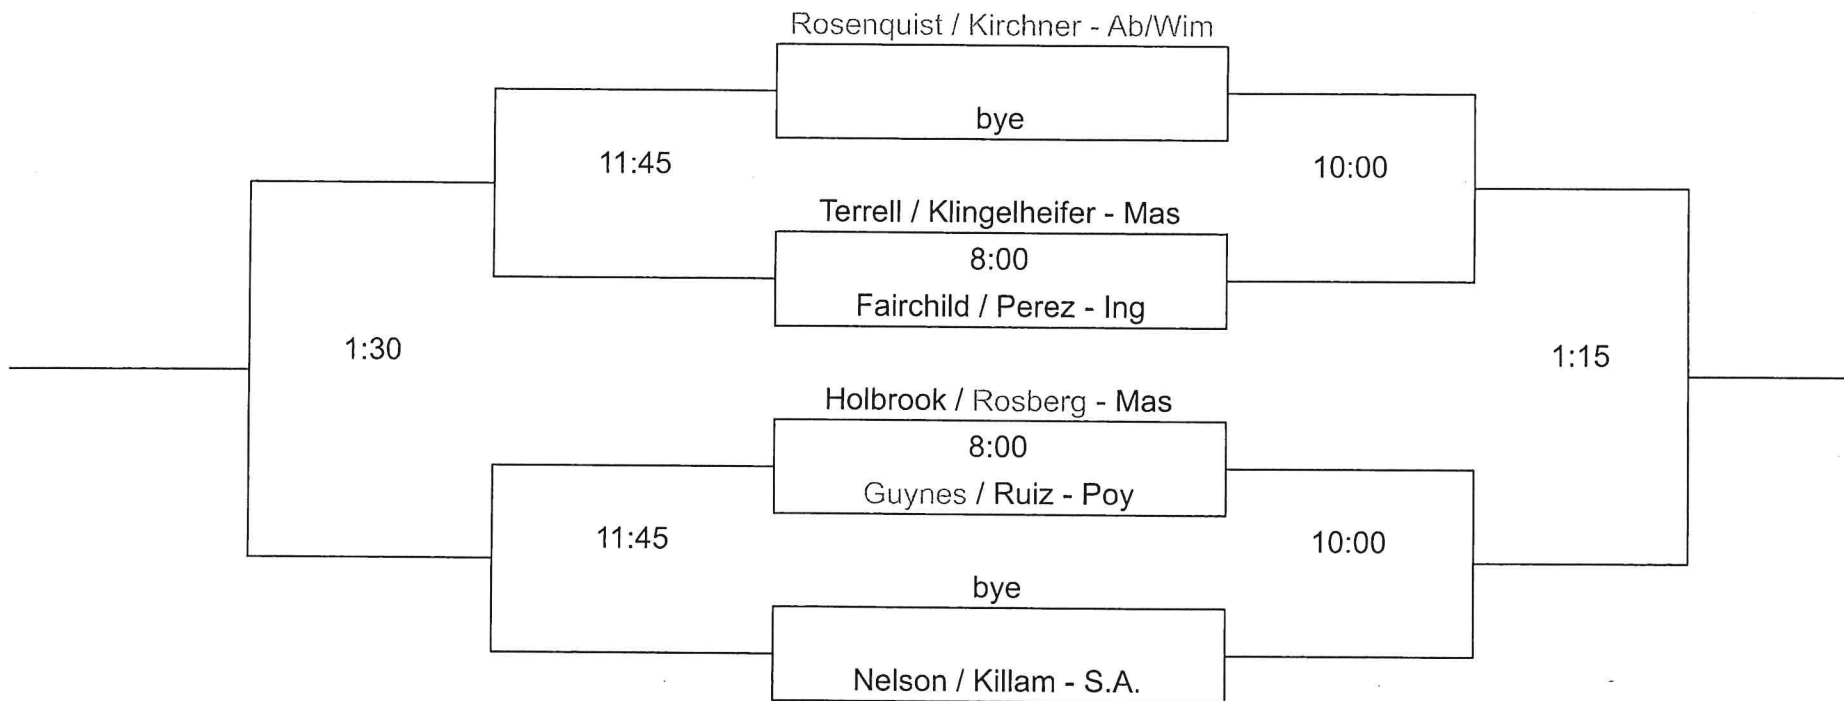 Rosenquist / Kirchner - Ab/Wim
bye
11:45
10:00
Terrell / Klingelheifer - Mas
8:00
Fairchild / Perez - Ing
1:30
1:15
Holbrook / Rosberg - Mas
8:00
Guynes / Ruiz - Poy
11:45
10:00
bye
Nelson / Killam - S.A.